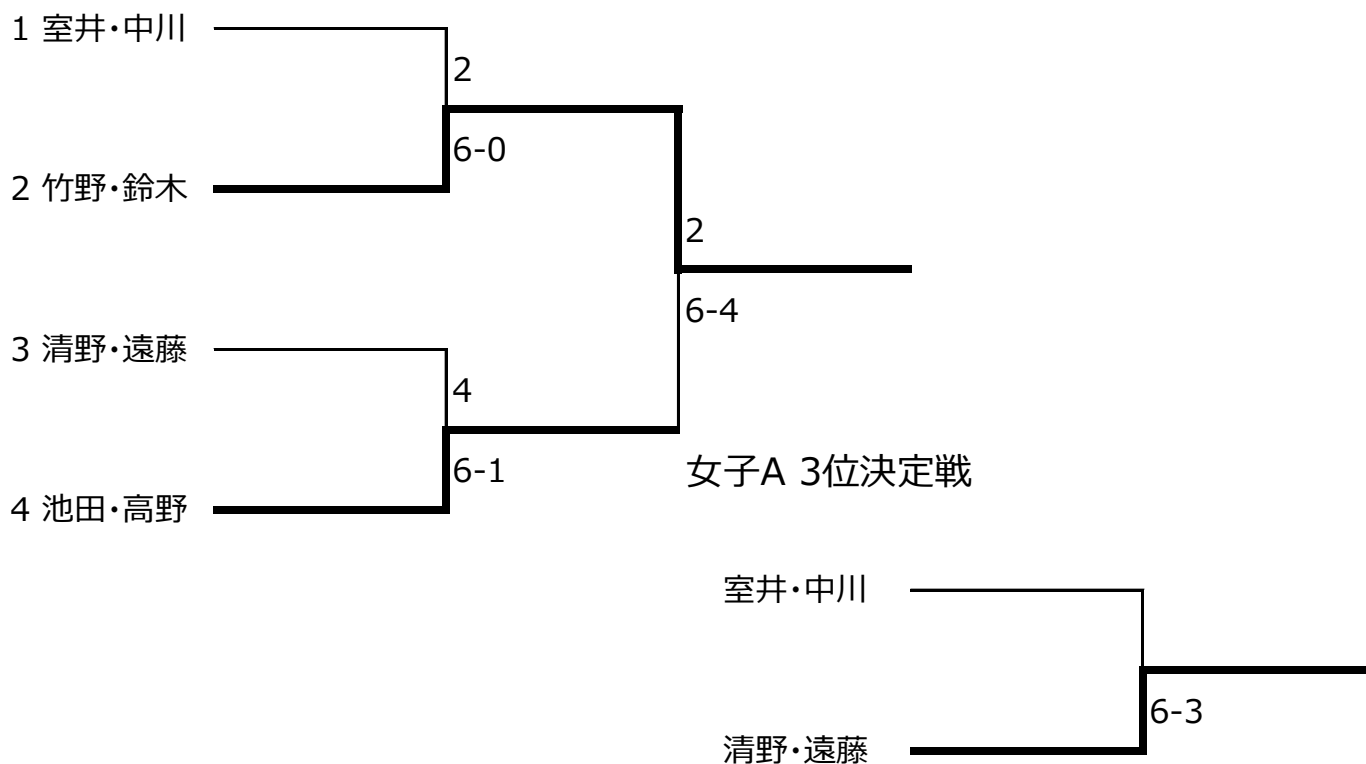 1 室井・中川
2
6-0
2 竹野・鈴木
2
6-4
3 清野・遠藤
4
6-1
女子A 3位決定戦
4 池田・高野
室井・中川
6-3
清野・遠藤